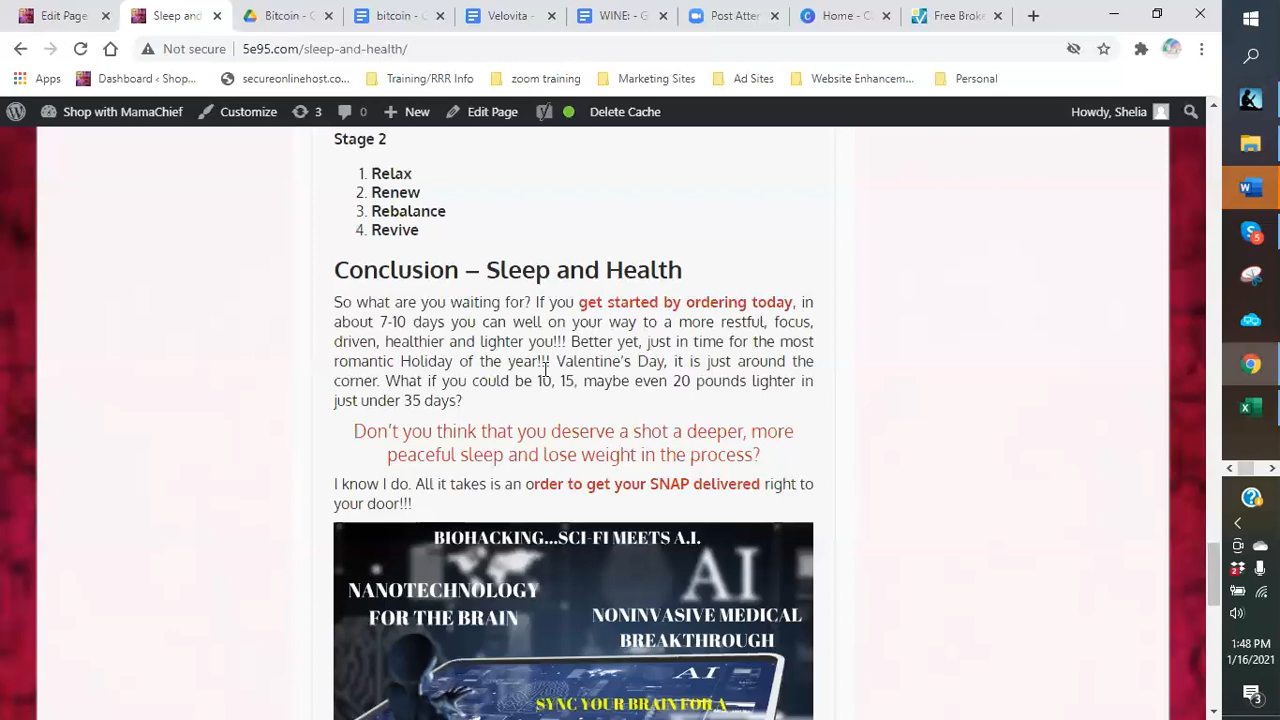 Edit Page
Sleep and
Bitcoin - G
bitcoin - G
Velovita -
WINE: - G
Post Atter
Home - Ca
Free Broke
Not secure 5e95.com/sleep-and-health/
Apps Dashboard ‹ Shop... secureonlinehost.co... Training/RRR Info zoom training Marketing Sites Ad Sites Website Enhancem... Personal
Shop with MamaChief Customize 3 0 New Edit Page Delete Cache Howdy, Shelia
Stage 2
1. Relax
2. Renew
3. Rebalance
4. Revive
Conclusion – Sleep and Health
So what are you waiting for? If you get started by ordering today, in
about 7-10 days you can well on your way to a more restful, focus,
driven, healthier and lighter you!!! Better yet, just in time for the most
romantic Holiday of the year!!! Valentine's Day, it is just around the
corner. What if you could be 10, 15, maybe even 20 pounds lighter in
just under 35 days?
Don't you think that you deserve a shot a deeper, more
peaceful sleep and lose weight in the process?
I know I do. All it takes is an order to get your SNAP delivered right to
your door!!!
BIOHACKING...SCI-FI MEETS A.I.
AI
NANOTECHNOLOGY
FOR THE BRAIN
NONINVASIVE MEDICAL
BREAKTHROUGH
AI
SYNC YOUR BRAIN FOR A
1:48 PM
1/16/2021